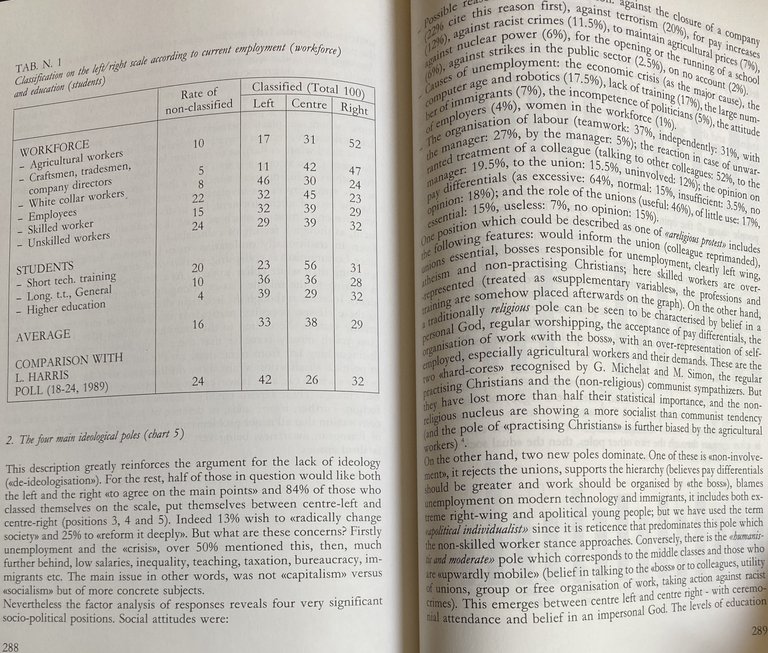 TAB. N. 1
Classification on the left/right scale according to current employment (workforce)
and education (students)
Rate of non-classified
Classified (Total 100)
Left Centre Right
WORKFORCE
– Agricultural workers 10 17 31 52
– Craftsmen, tradesmen,
company directors 5 11 42 47
– White collar workers 8 46 30 24
– Employees 22 32 45 23
– Skilled worker 15 32 39 29
– Unskilled workers 24 29 39 32
STUDENTS
– Short tech. training 20 23 56 31
– Long. t.t., General 10 36 36 28
– Higher education 4 39 29 32
AVERAGE 16 33 38 29
COMPARISON WITH
L. HARRIS
POLL (18-24, 1989) 24 42 26 32
2. The four main ideological poles (chart 5)
This description greatly reinforces the argument for the lack of ideology
(«de-ideologisation»). For the rest, half of those in question would like both
the left and the right «to agree on the main points» and 84% of those who
classed themselves on the scale, put themselves between centre-left and
centre-right (positions 3, 4 and 5). Indeed 13% wish to «radically change
society» and 25% to «reform it deeply». But what are these concerns? Firstly
unemployment and the «crisis», over 50% mentioned this, then, much
further behind, low salaries, inequality, teaching, taxation, bureaucracy, im-
migrants etc. The main issue in other words, was not «capitalism» versus
«socialism» but of more concrete subjects.
Nevertheless the factor analysis of responses reveals four very significant
socio-political positions. Social attitudes were:
288
Possible against the closure of a company
(22% cite this reason first), against terrorism (20%), for pay increases
(12%), against racist crimes (11.5%), to maintain agricultural prices (7%),
against nuclear power (6%), for the opening or the running of a school
(6%), against strikes in the public sector (2.5%), on no account (2%).
Causes of unemployment: the economic crisis (as the major cause), the
computer age and robotics (17.5%), lack of training (17%), the large num-
ber of immigrants (7%), the incompetence of politicians (5%), the attitude
of employers (4%), women in the workforce (1%).
The organisation of labour (teamwork: 37%, independently: 31%, with
the manager: 27%, by the manager: 5%); the reaction in case of unwar-
ranted treatment of a colleague (talking to other colleagues: 52%, to the
manager: 19.5%, to the union: 15.5%, uninvolved: 12%); the opinion on
pay differentials (as excessive: 64%, normal: 15%, insufficient: 3.5%, no
opinion: 18%); and the role of the unions (useful: 46%), of little use: 17%,
essential: 15%, useless: 7%, no opinion: 15%).
One position which could be described as one of «areligious protest» includes
the following features: would inform the union (colleague reprimanded),
unions essential, bosses responsible for unemployment, clearly left wing,
atheism and non-practising Christians; here skilled workers are over-
represented (treated as «supplementary variables», the professions and
training are somehow placed afterwards on the graph). On the other hand,
a traditionally religious pole can be seen to be characterised by belief in a
personal God, regular worshipping, the acceptance of pay differentials, the
organisation of work «with the boss», with an over-representation of self-
employed, especially agricultural workers and their demands. These are the
two «hard-cores» recognised by G. Michelat and M. Simon, the regular
practising Christians and the (non-religious) communist sympathizers. But
they have lost more than half their statistical importance, and the non-
religious nucleus are showing a more socialist than communist tendency
(and the pole of «practising Christians» is further biased by the agricultural
workers)
On the other hand, two new poles dominate. One of these is «non-involve-
ment», it rejects the unions, supports the hierarchy (believes pay differentials
should be greater and work should be organised by «the boss»), blames
unemployment on modern technology and immigrants, it includes both ex-
treme right-wing and apolitical young people; but we have used the term
«apolitical individualist» since it is reticence that predominates this pole which
the non-skilled worker stance approaches. Conversely, there is the «humanis-
tic and moderate» pole which corresponds to the middle classes and those who
are «upwardly mobile» (belief in talking to the «boss» or to colleagues, utility
of unions, group or free organisation of work, taking action against racist
crimes). This emerges between centre left and centre right - with ceremo-
nial attendance and belief in an impersonal God. The levels of education
289